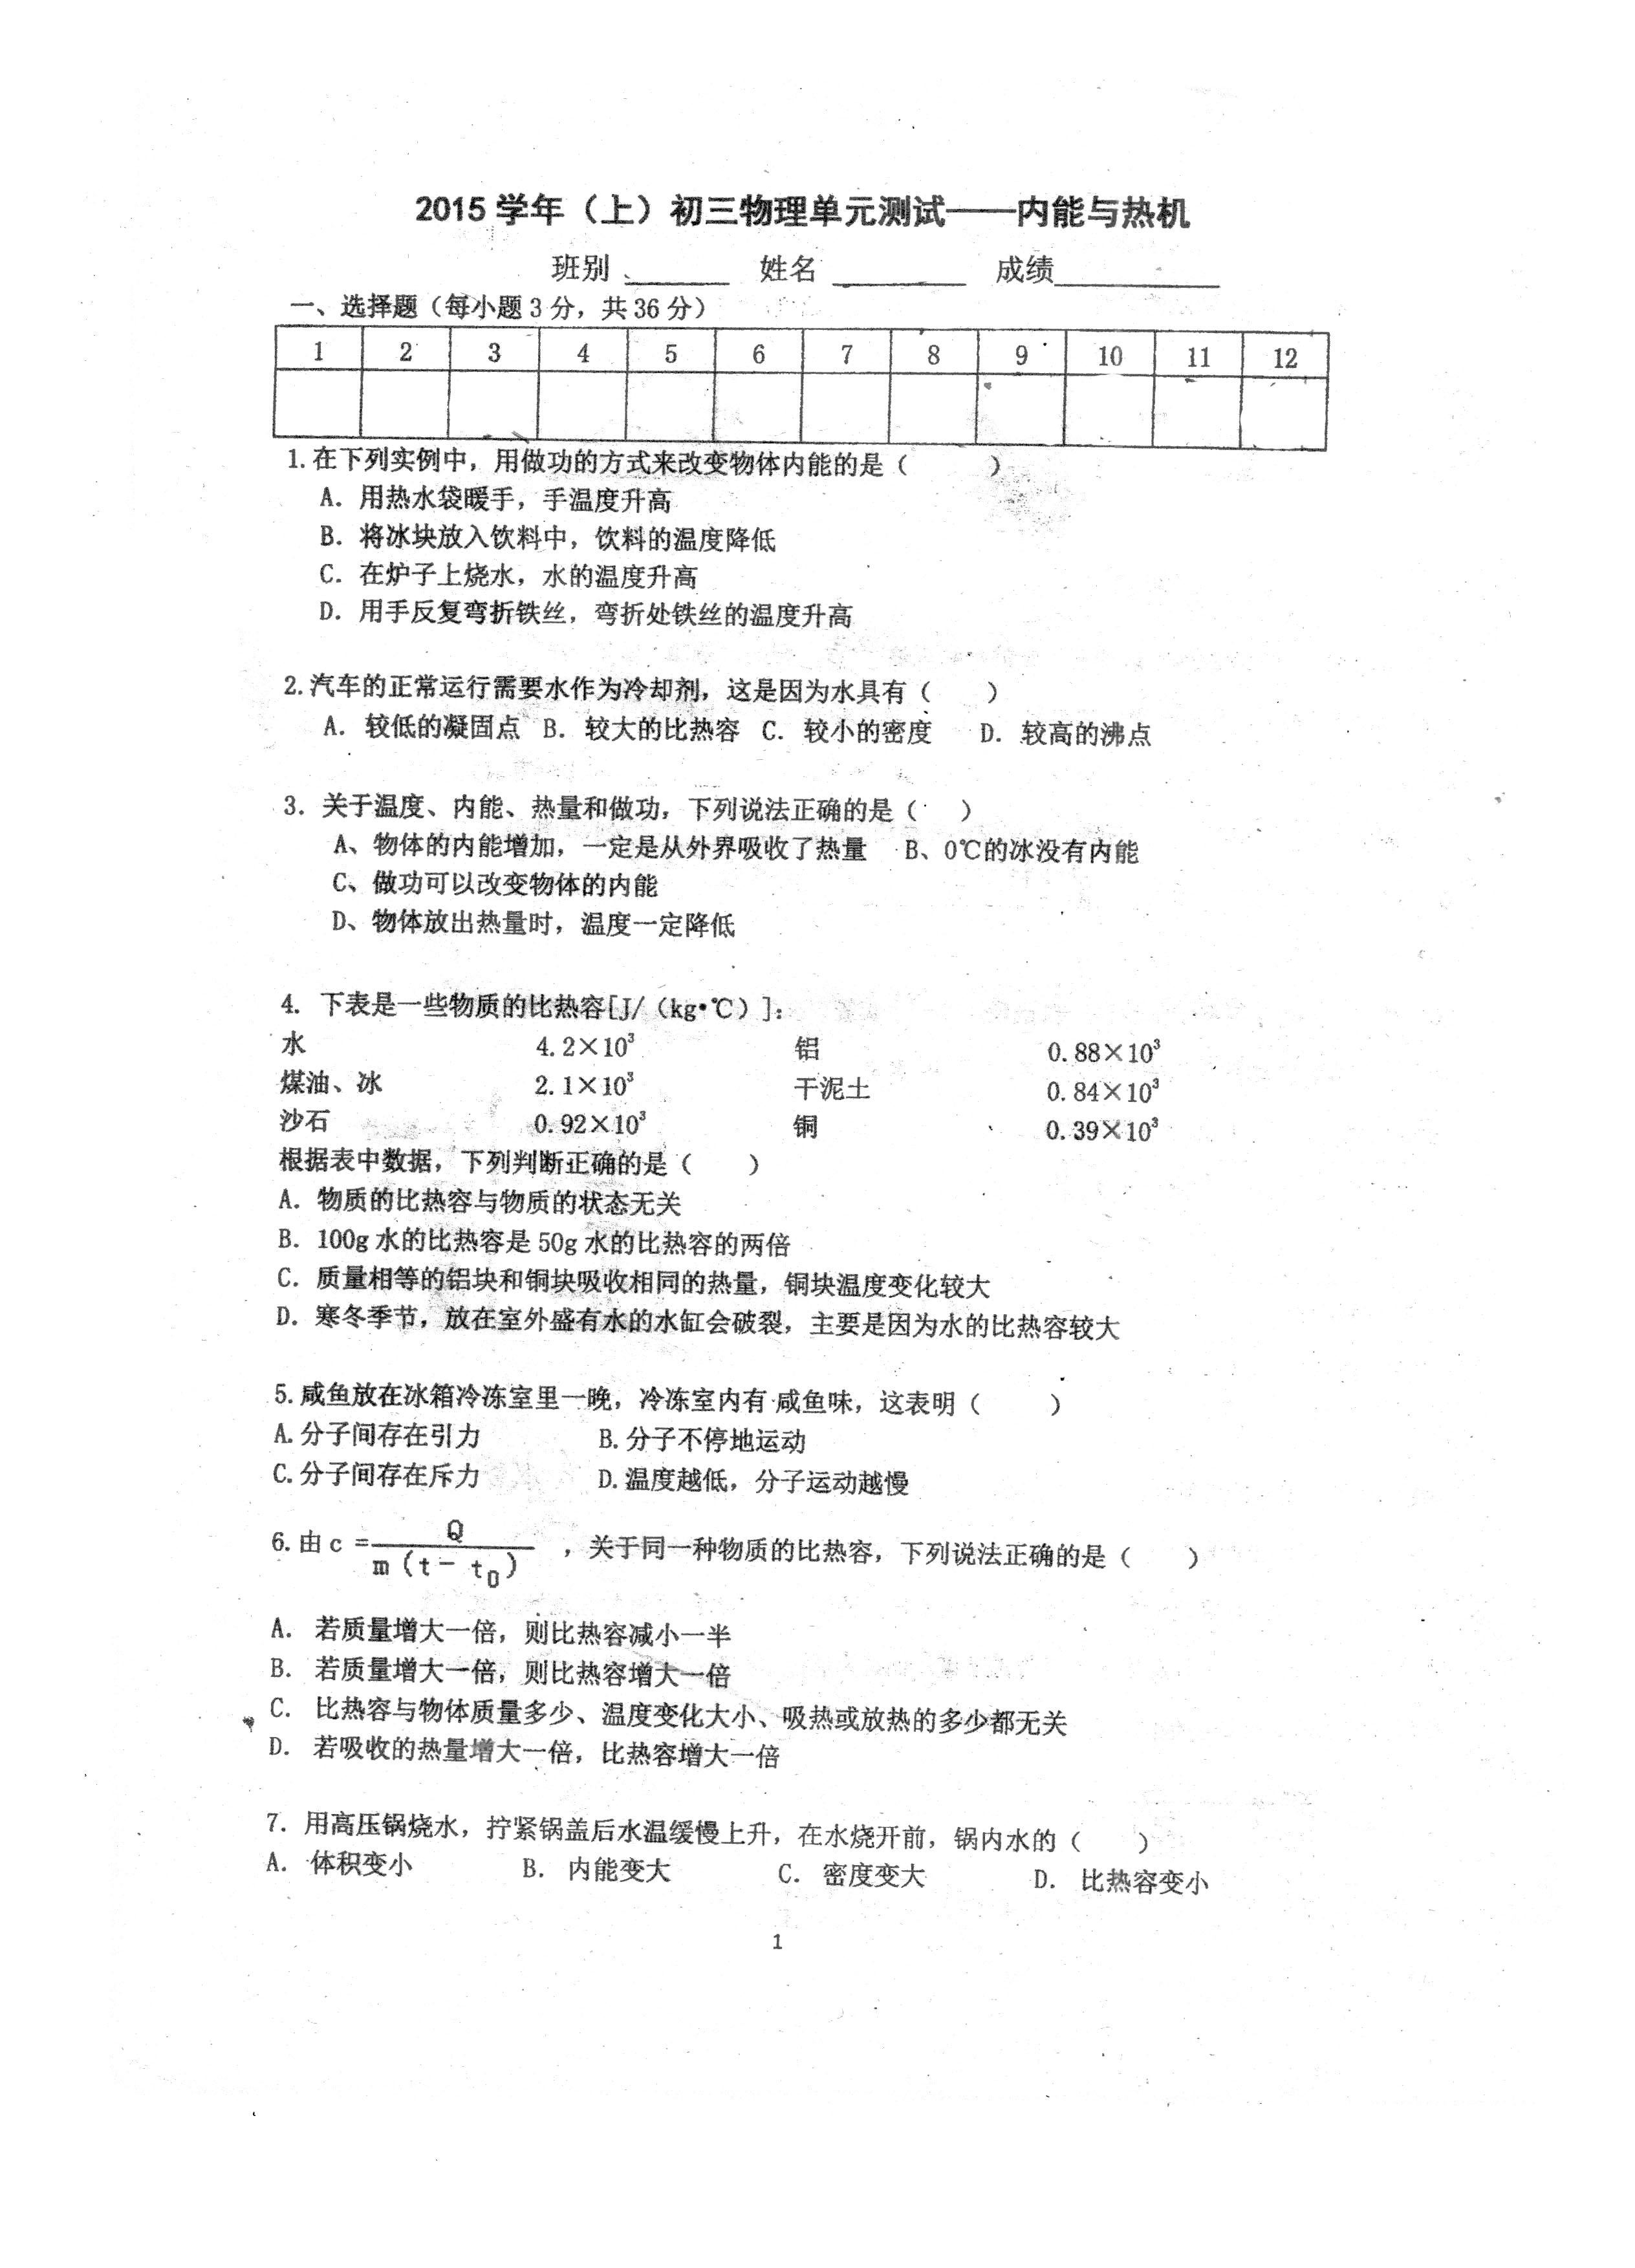 2015学年（上）初三物理单元测试——内能与热机
班别 ______ 姓名 ________ 成绩__________
一、选择题（每小题3分，共36分）
1 2 3 4 5 6 7 8 9 10 11 12
1.在下列实例中，用做功的方式来改变物体内能的是（　　）
A．用热水袋暖手，手温度升高
B．将冰块放入饮料中，饮料的温度降低
C．在炉子上烧水，水的温度升高
D．用手反复弯折铁丝，弯折处铁丝的温度升高
2.汽车的正常运行需要水作为冷却剂，这是因为水具有（　　）
A．较低的凝固点 B．较大的比热容 C．较小的密度 D．较高的沸点
3．关于温度、内能、热量和做功，下列说法正确的是（　　）
A、物体的内能增加，一定是从外界吸收了热量 B、0℃的冰没有内能
C、做功可以改变物体的内能
D、物体放出热量时，温度一定降低
4. 下表是一些物质的比热容[J/（kg•℃）]：
水 4.2×10³ 铝 0.88×10³
煤油、冰 2.1×10³ 干泥土 0.84×10³
沙石 0.92×10³ 铜 0.39×10³
根据表中数据，下列判断正确的是（　　）
A．物质的比热容与物质的状态无关
B．100g水的比热容是50g水的比热容的两倍
C．质量相等的铝块和铜块吸收相同的热量，铜块温度变化较大
D．寒冬季节，放在室外盛有水的水缸会破裂，主要是因为水的比热容较大
5.咸鱼放在冰箱冷冻室里一晚，冷冻室内有咸鱼味，这表明（　　）
A.分子间存在引力 B.分子不停地运动
C.分子间存在斥力 D.温度越低，分子运动越慢
6.由c = Q / m(t - t₀) ，关于同一种物质的比热容，下列说法正确的是（　　）
A． 若质量增大一倍，则比热容减小一半
B． 若质量增大一倍，则比热容增大一倍
C． 比热容与物体质量多少、温度变化大小、吸热或放热的多少都无关
D． 若吸收的热量增大一倍，比热容增大一倍
7．用高压锅烧水，拧紧锅盖后水温缓慢上升，在水烧开前，锅内水的（　　）
A． 体积变小 B． 内能变大 C． 密度变大 D． 比热容变小
1